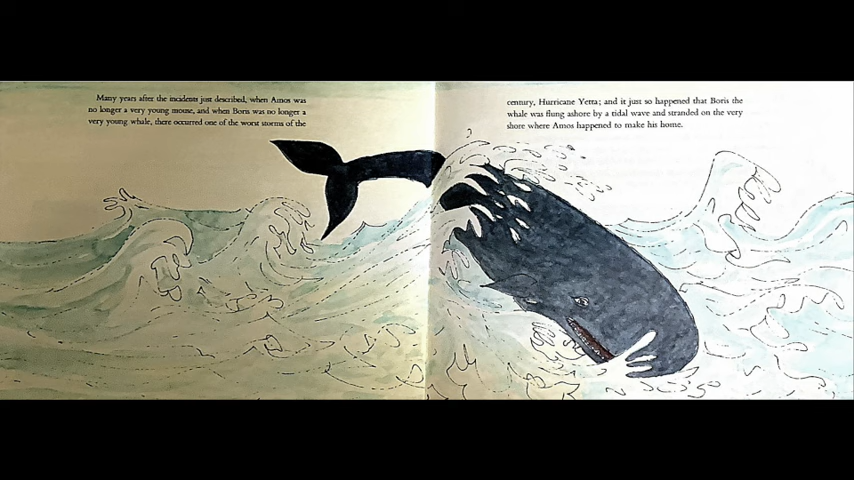 Many years after the incidents just described, when Amos was
no longer a very young mouse, and when Boris was no longer a
very young whale, there occurred one of the worst storms of the
century, Hurricane Yetta; and it just so happened that Boris the
whale was flung ashore by a tidal wave and stranded on the very
shore where Amos happened to make his home.